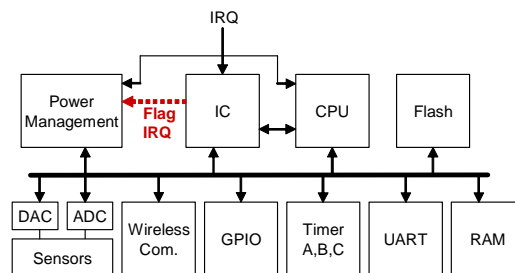 IRQ
Power
Management
Flag
IRQ
IC
CPU
Flash
DAC
ADC
Sensors
Wireless
Com.
GPIO
Timer
A,B,C
UART
RAM